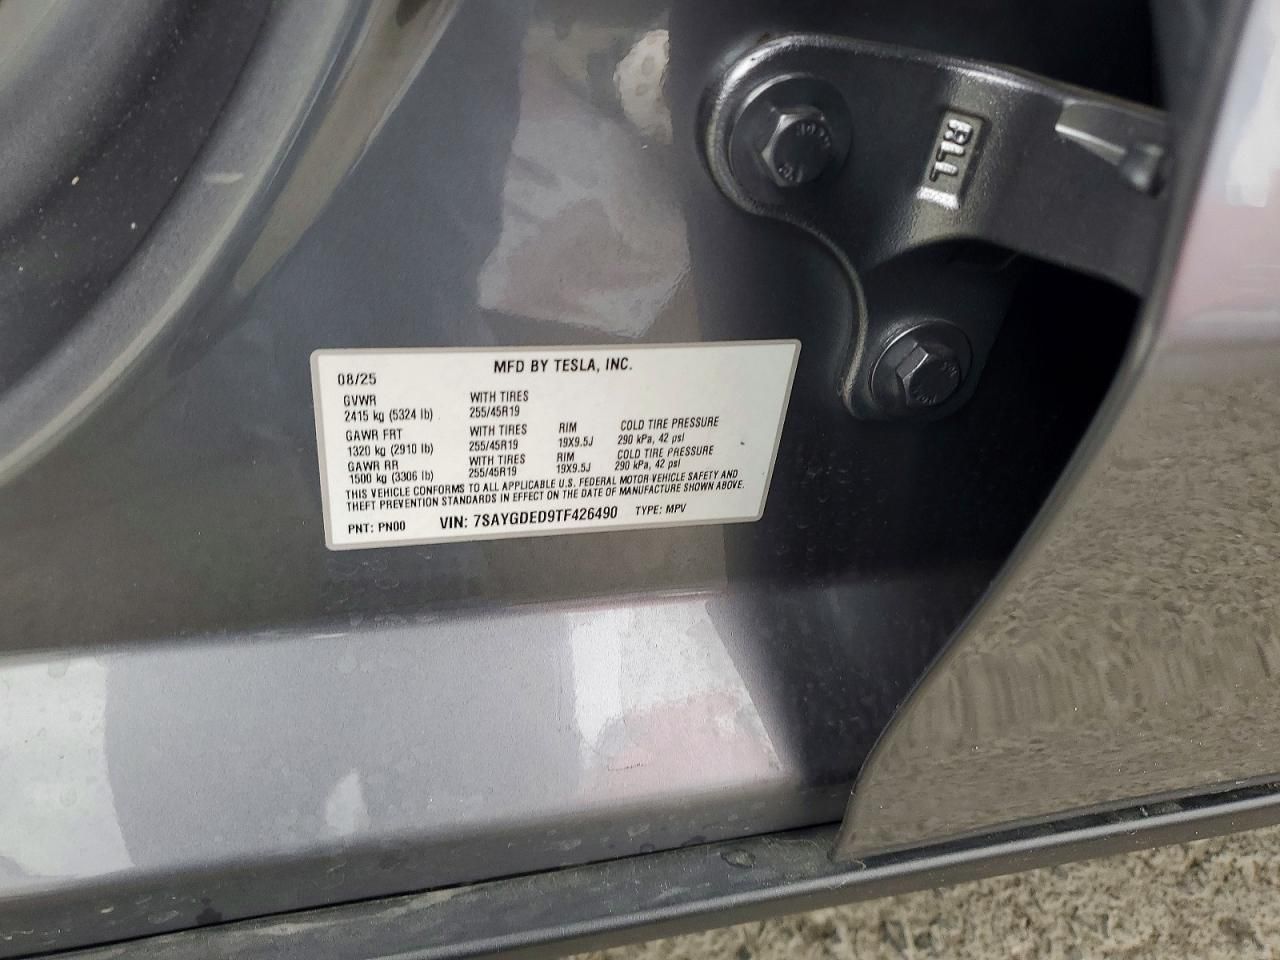 RLL
MFD BY TESLA, INC.
08/25
GVWR WITH TIRES
2415 kg (5324 lb) 255/45R19
GAWR FRT WITH TIRES RIM COLD TIRE PRESSURE
1320 kg (2910 lb) 255/45R19 19X9.5J 290 kPa, 42 psi
GAWR RR WITH TIRES RIM COLD TIRE PRESSURE
1500 kg (3306 lb) 255/45R19 19X9.5J 290 kPa, 42 psi
THIS VEHICLE CONFORMS TO ALL APPLICABLE U.S. FEDERAL MOTOR VEHICLE SAFETY AND
THEFT PREVENTION STANDARDS IN EFFECT ON THE DATE OF MANUFACTURE SHOWN ABOVE.
PNT: PN00 VIN: 7SAYGDED9TF426490 TYPE: MPV